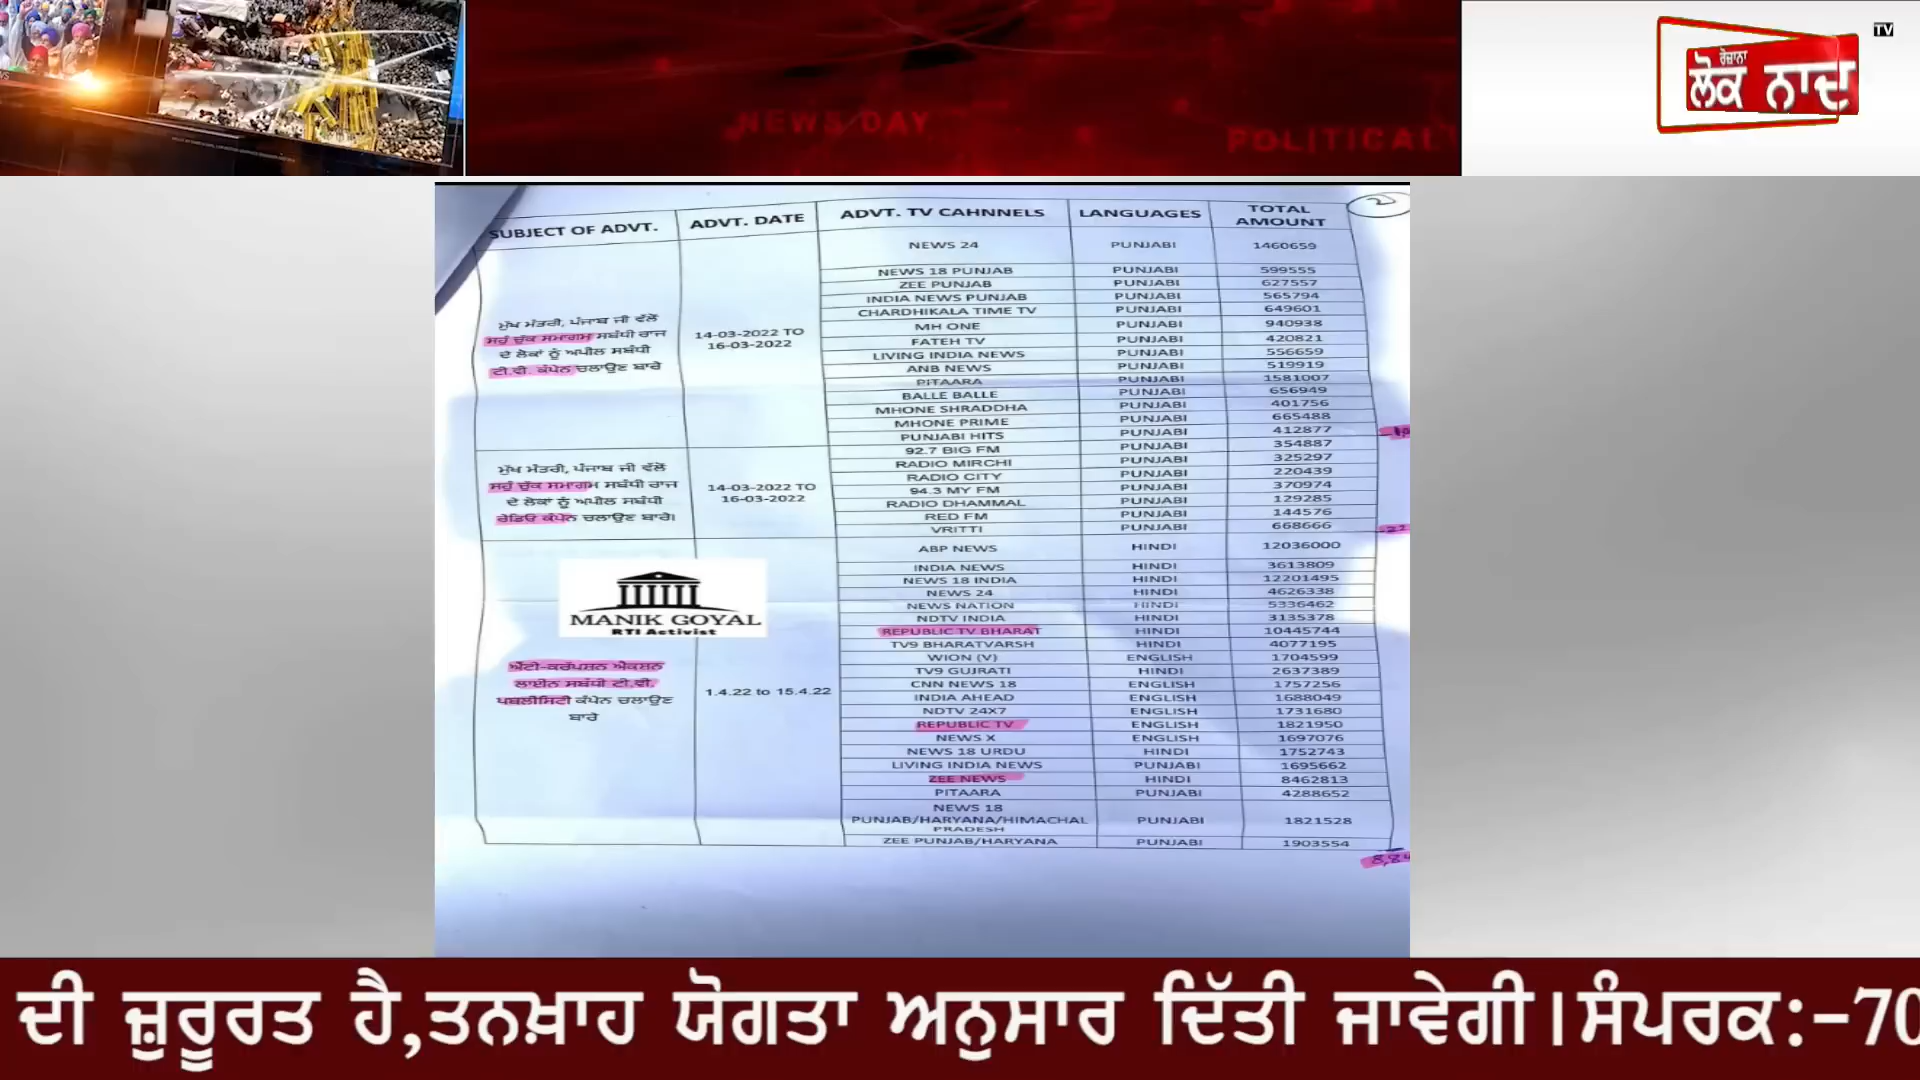 NEWS DAY
POLITICAL
ਰੋਜ਼ਾਨਾ
ਲੋਕ ਨਾਦ
TV
2
SUBJECT OF ADVT. ADVT. DATE ADVT. TV CAHNNELS LANGUAGES TOTAL AMOUNT
ਮੁੱਖ ਮੰਤਰੀ, ਪੰਜਾਬ ਜੀ ਵੱਲੋਂ
ਸਹੁੰ ਚੁੱਕ ਸਮਾਗਮ ਸਬੰਧੀ ਰਾਜ
ਦੇ ਲੋਕਾਂ ਨੂੰ ਅਪੀਲ ਸਬੰਧੀ
ਟੀ.ਵੀ. ਕੰਪੇਨ ਚਲਾਉਣ ਬਾਰੇ
14-03-2022 TO
16-03-2022
NEWS 24 PUNJABI 1460659
NEWS 18 PUNJAB PUNJABI 599555
ZEE PUNJAB PUNJABI 627557
INDIA NEWS PUNJAB PUNJABI 565794
CHARDHIKALA TIME TV PUNJABI 649601
MH ONE PUNJABI 940938
FATEH TV PUNJABI 420821
LIVING INDIA NEWS PUNJABI 556659
ANB NEWS PUNJABI 519919
PITAARA PUNJABI 1581007
BALLE BALLE PUNJABI 656949
MHONE SHRADDHA PUNJABI 401756
MHONE PRIME PUNJABI 665488
PUNJABI HITS PUNJABI 412877
ਮੁੱਖ ਮੰਤਰੀ, ਪੰਜਾਬ ਜੀ ਵੱਲੋਂ
ਸਹੁੰ ਚੁੱਕ ਸਮਾਗਮ ਸਬੰਧੀ ਰਾਜ
ਦੇ ਲੋਕਾਂ ਨੂੰ ਅਪੀਲ ਸਬੰਧੀ
ਰੇਡਿਓ ਕੰਪੇਨ ਚਲਾਉਣ ਬਾਰੇ।
14-03-2022 TO
16-03-2022
92.7 BIG FM PUNJABI 354887
RADIO MIRCHI PUNJABI 325297
RADIO CITY PUNJABI 220439
94.3 MY FM PUNJABI 370974
RADIO DHAMMAL PUNJABI 129285
RED FM PUNJABI 144576
VRITTI PUNJABI 668666
MANIK GOYAL
RTI Activist
ਐਂਟੀ-ਕਰੱਪਸ਼ਨ ਐਕਸ਼ਨ
ਲਾਈਨ ਸਬੰਧੀ ਟੀ.ਵੀ.
ਪਬਲੀਸਿਟੀ ਕੰਪੇਨ ਚਲਾਉਣ
ਬਾਰੇ
1.4.22 to 15.4.22
ABP NEWS HINDI 12036000
INDIA NEWS HINDI 3613809
NEWS 18 INDIA HINDI 12201495
NEWS 24 HINDI 4626338
NEWS NATION HINDI 5336462
NDTV INDIA HINDI 3135378
REPUBLIC TV BHARAT HINDI 10445744
TV9 BHARATVARSH HINDI 4077195
WION (V) ENGLISH 1704599
TV9 GUJRATI HINDI 2637389
CNN NEWS 18 ENGLISH 1757256
INDIA AHEAD ENGLISH 1688049
NDTV 24X7 ENGLISH 1731680
REPUBLIC TV ENGLISH 1821950
NEWS X ENGLISH 1697076
NEWS 18 URDU HINDI 1752743
LIVING INDIA NEWS PUNJABI 1695662
ZEE NEWS HINDI 8462813
PITAARA PUNJABI 4288652
NEWS 18
PUNJAB/HARYANA/HIMACHAL PUNJABI 1821528
PRADESH
ZEE PUNJAB/HARYANA PUNJABI 1903554
ਦੀ ਜ਼ੁਰੂਰਤ ਹੈ,ਤਨਖ਼ਾਹ ਯੋਗਤਾ ਅਨੁਸਾਰ ਦਿੱਤੀ ਜਾਵੇਗੀ।ਸੰਪਰਕ:-70